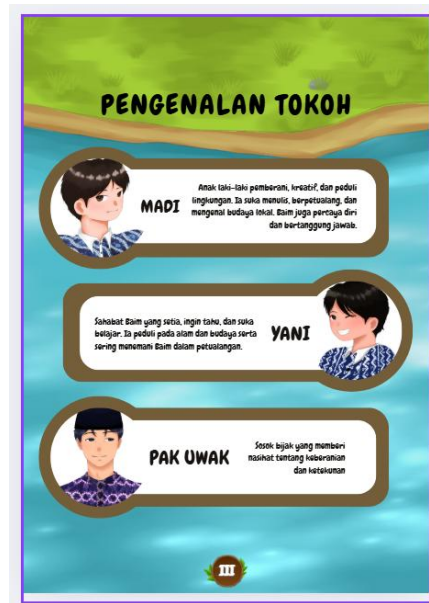 PENGENALAN TOKOH
MADI
Anak laki-laki pemberani, kreatif, dan peduli
lingkungan. Ia suka menulis, berpetualang, dan
mengenal budaya lokal. Baim juga percaya diri
dan bertanggung jawab.
Sahabat Baim yang setia, ingin tahu, dan suka
belajar. Ia peduli pada alam dan budaya serta
sering menemani Baim dalam petualangan.
YANI
PAK UWAK
Sosok bijak yang memberi
nasihat tentang keberanian
dan ketekunan
III